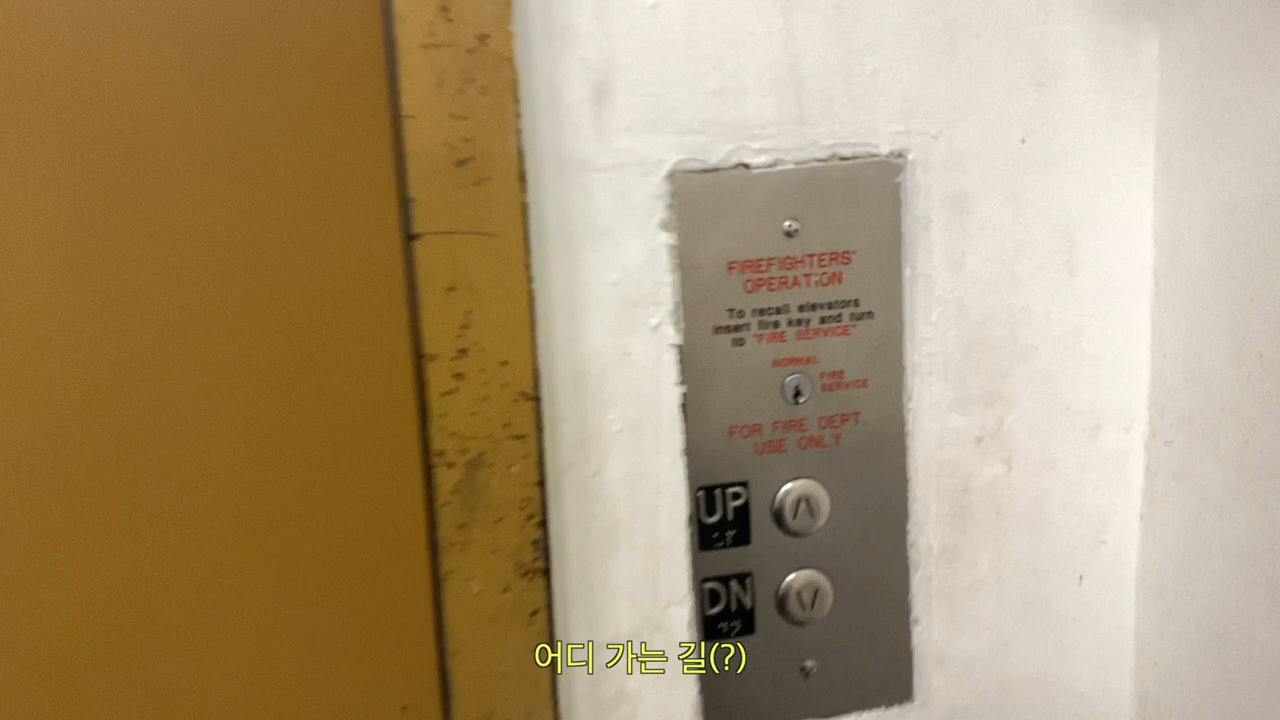 FIREFIGHTERS'
OPERATION
To recall elevators
insert fire key and turn
to "FIRE SERVICE"
NORMAL
FIRE
SERVICE
FOR FIRE DEPT.
USE ONLY
UP
DN
어디 가는 길(?)